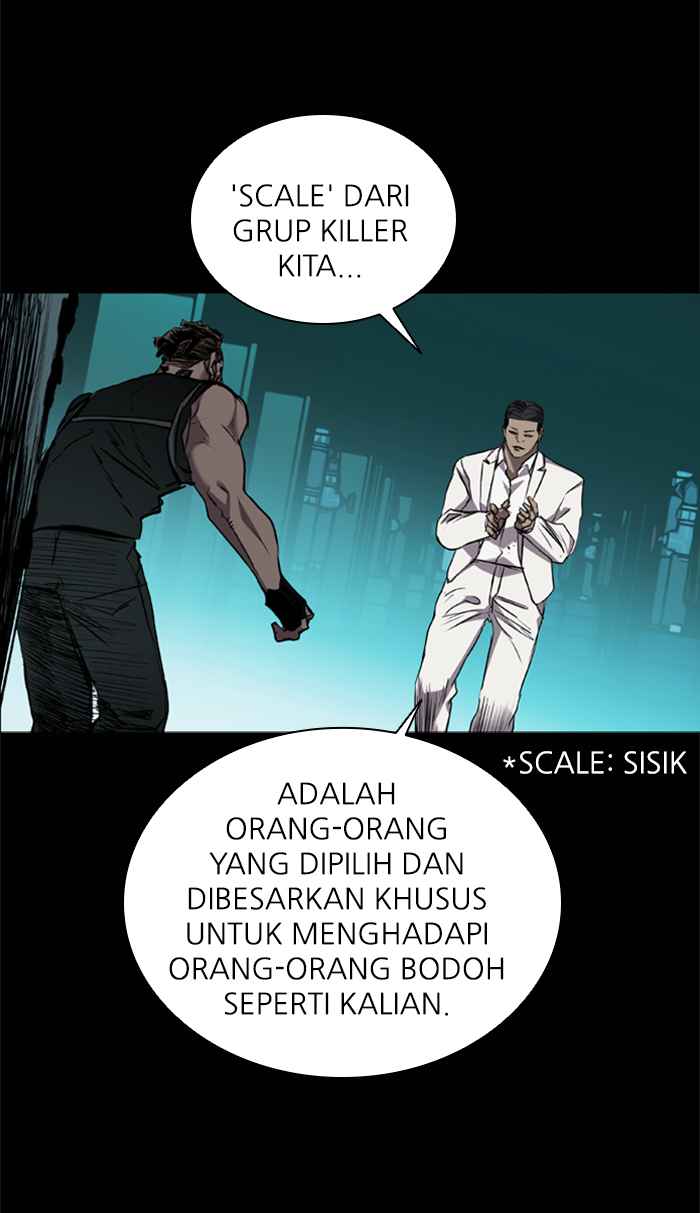 'SCALE' DARI
GRUP KILLER
KITA...
*SCALE: SISIK
ADALAH
ORANG-ORANG
YANG DIPILIH DAN
DIBESARKAN KHUSUS
UNTUK MENGHADAPI
ORANG-ORANG BODOH
SEPERTI KALIAN.